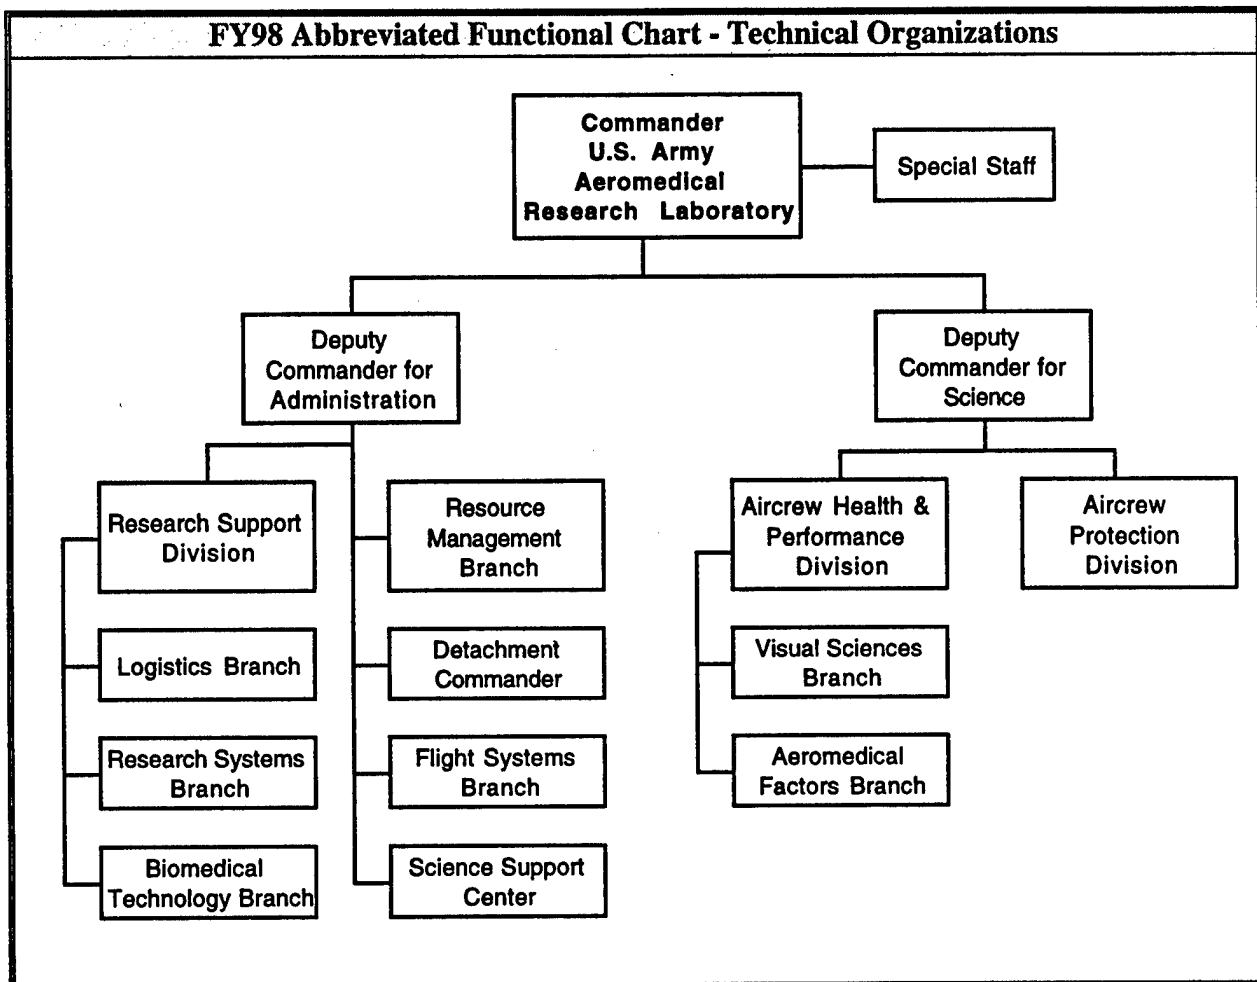 FY98 Abbreviated Functional Chart - Technical Organizations
Commander
U.S. Army
Aeromedical
Research Laboratory
Special Staff
Deputy
Commander for
Administration
Deputy
Commander for
Science
Research Support
Division
Resource
Management
Branch
Aircrew Health &
Performance
Division
Aircrew
Protection
Division
Logistics Branch
Detachment
Commander
Visual Sciences
Branch
Research Systems
Branch
Flight Systems
Branch
Aeromedical
Factors Branch
Biomedical
Technology Branch
Science Support
Center